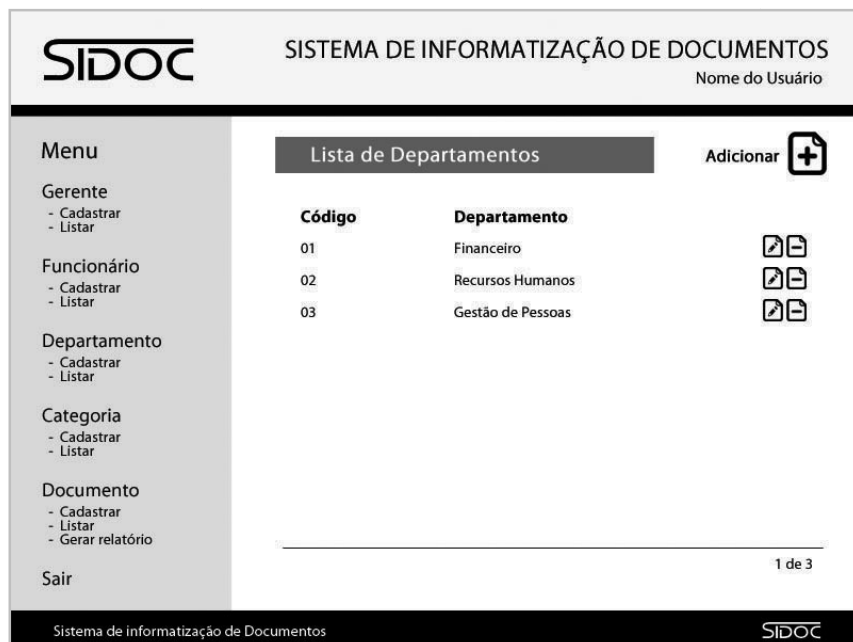 SIDOC
SISTEMA DE INFORMATIZAÇÃO DE DOCUMENTOS
Nome do Usuário
Menu
Gerente
- Cadastrar
- Listar
Funcionário
- Cadastrar
- Listar
Departamento
- Cadastrar
- Listar
Categoria
- Cadastrar
- Listar
Documento
- Cadastrar
- Listar
- Gerar relatório
Sair
Lista de Departamentos
Adicionar
Código Departamento
01 Financeiro
02 Recursos Humanos
03 Gestão de Pessoas
1 de 3
Sistema de informatização de Documentos
SIDOC